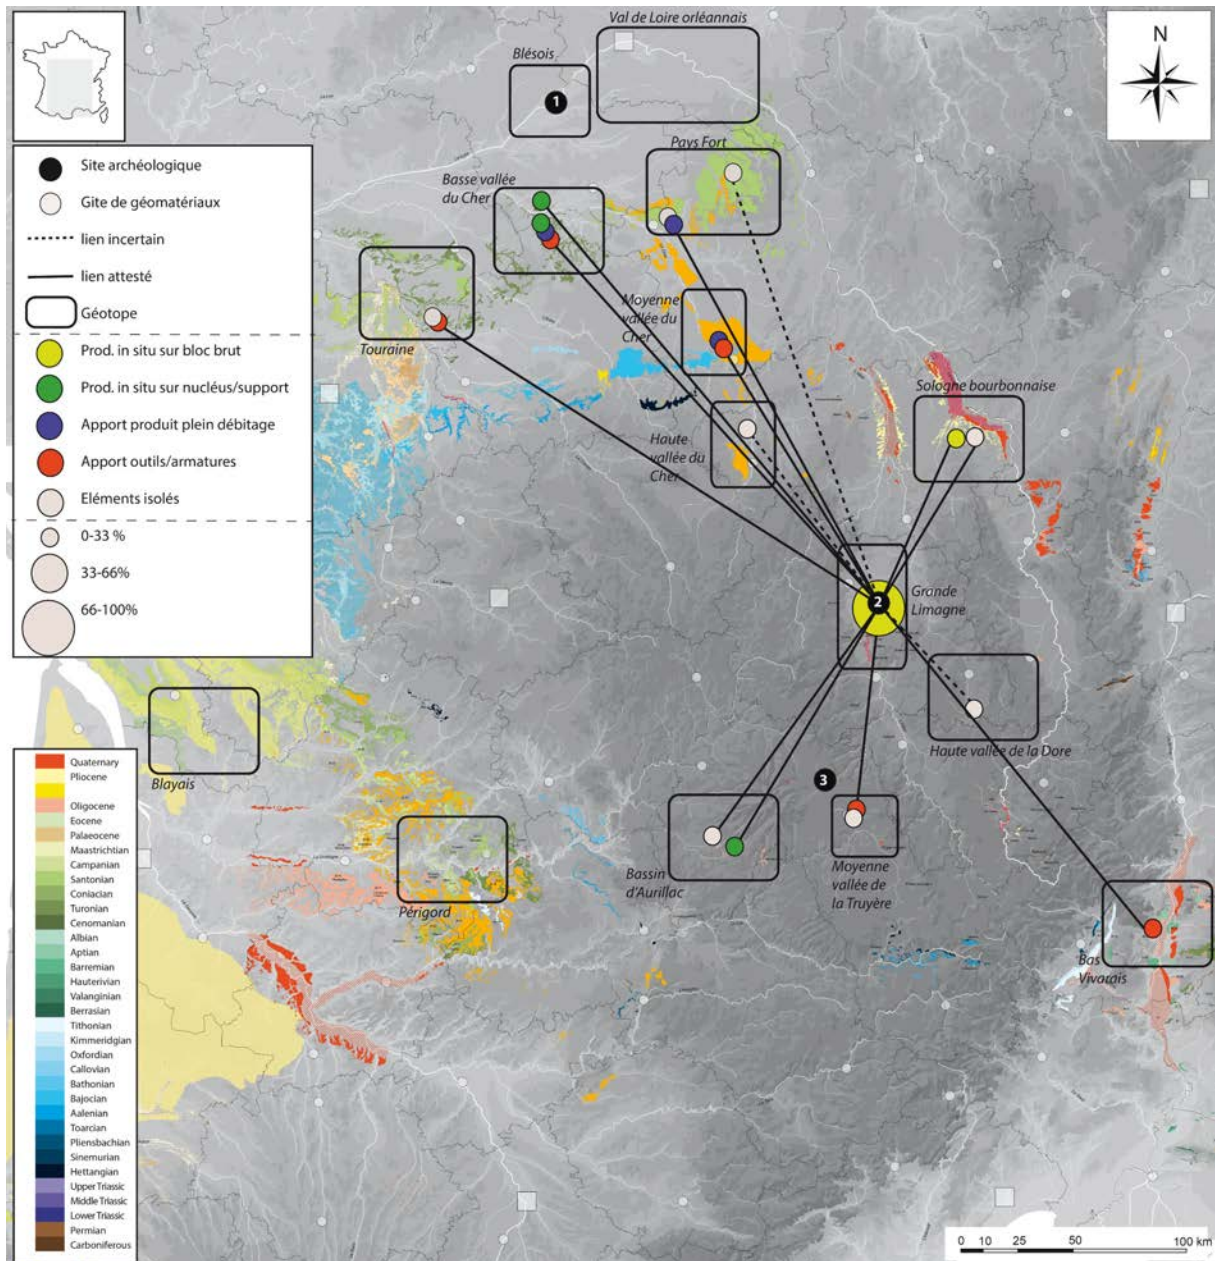 Val de Loire orléannais
Blésois
N
1
Pays Fort
Basse vallée
du Cher
Site archéologique
Gite de géomatériaux
lien incertain
lien attesté
Géotope
Prod. in situ sur bloc brut
Prod. in situ sur nucléus/support
Apport produit plein débitage
Apport outils/armatures
Eléments isolés
0-33 %
33-66%
66-100%
Touraine
Moyenne
vallée du
Cher
Sologne bourbonnaise
Haute
vallée du
Cher
2
Grande
Limagne
Haute vallée de la Dore
Blayais
3
Périgord
Bassin
d'Aurillac
Moyenne
vallée de
la Truyère
Bas
Vivarais
Quaternary
Pliocene
Oligocene
Eocene
Palaeocene
Maastrichtian
Campanian
Santonian
Coniacian
Turonian
Cenomanian
Albian
Aptian
Barremian
Hauterivian
Valanginian
Berrasian
Tithonian
Kimmeridgian
Oxfordian
Callovian
Bathonian
Bajocian
Aalenian
Toarcian
Pliensbachian
Sinemurian
Hettangian
Upper Triassic
Middle Triassic
Lower Triassic
Permian
Carboniferous
0 10 25 50 100 km